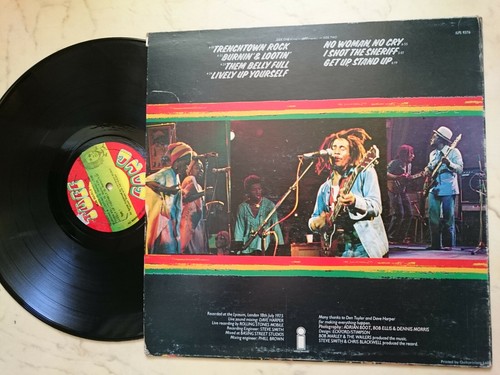 TRENCHTOWN ROCK
BURNIN' & LOOTIN'
THEM BELLY FULL
LIVELY UP YOURSELF
NO WOMAN, NO CRY
I SHOT THE SHERIFF
GET UP, STAND UP
Recorded at the Lyceum, London 18th July 1975
Live sound mixing: DAVE HARPER
Live recording by ROLLING STONES MOBILE
Recording Engineer: STEVE SMITH
Mixed at BASING STREET STUDIOS
Mixing engineer: PHILL BROWN
Many thanks to Don Taylor and Dave Harper
for making everything happen.
Photography: ADRIAN BOOT, BOB ELLIS & DENNIS MORRIS
Design: ECKFORD/STIMPSON
BOB MARLEY & THE WAILERS produced the music.
STEVE SMITH & CHRIS BLACKWELL produced the record.